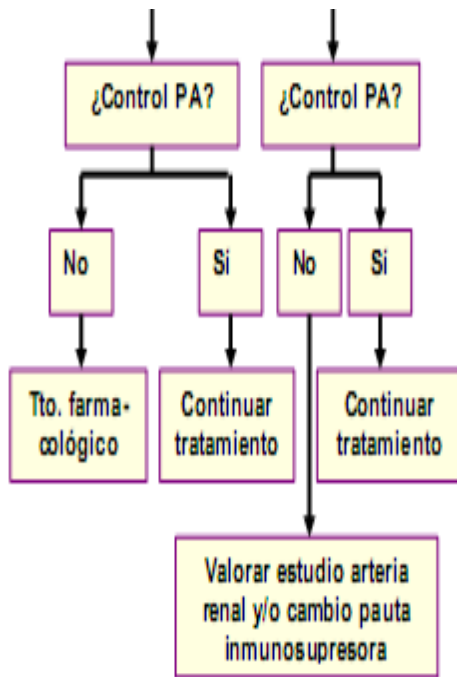 ¿Control PA?
¿Control PA?
No
Si
No
Si
Tto. farma-
cológico
Continuar
tratamiento
Continuar
tratamiento
Valorar estudio arteria
renal y/o cambio pauta
inmunosupresora